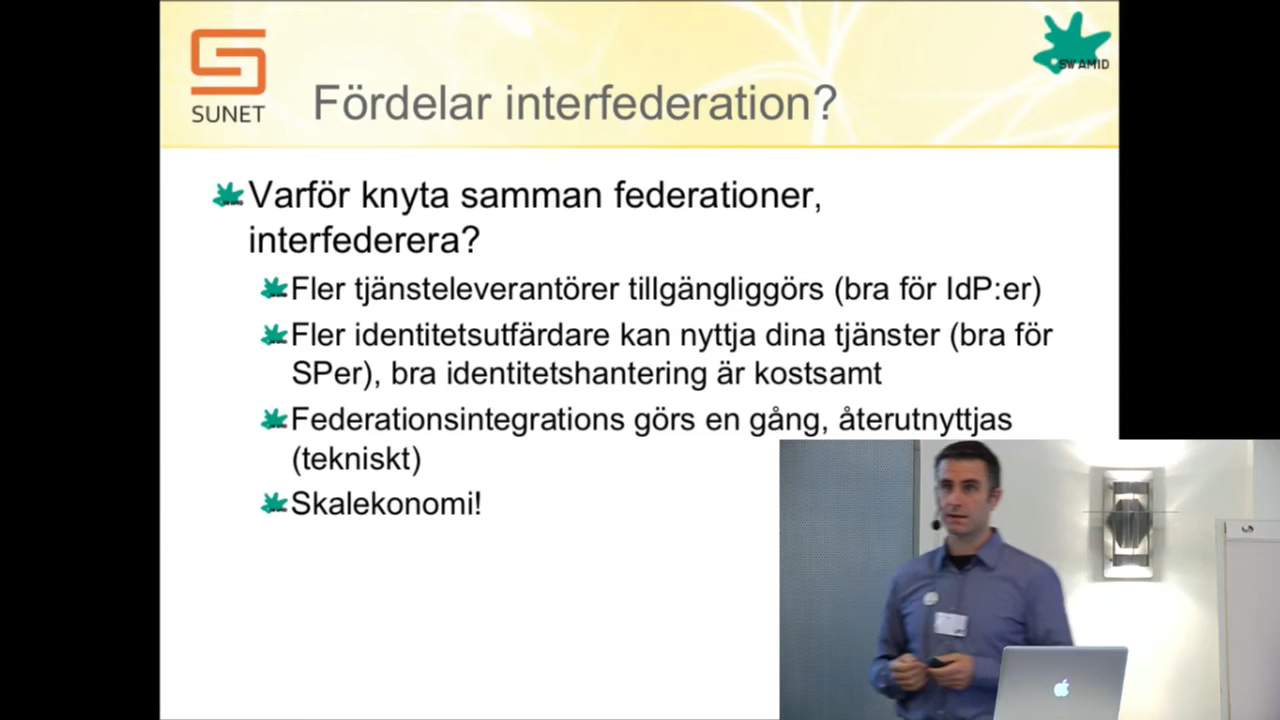 SUNET
SWAMID
Fördelar interfederation?
Varför knyta samman federationer,
interfederera?
Fler tjänsteleverantörer tillgängliggörs (bra för IdP:er)
Fler identitetsutfärdare kan nyttja dina tjänster (bra för
SPer), bra identitetshantering är kostsamt
Federationsintegrations görs en gång, återutnyttjas
(tekniskt)
Skalekonomi!